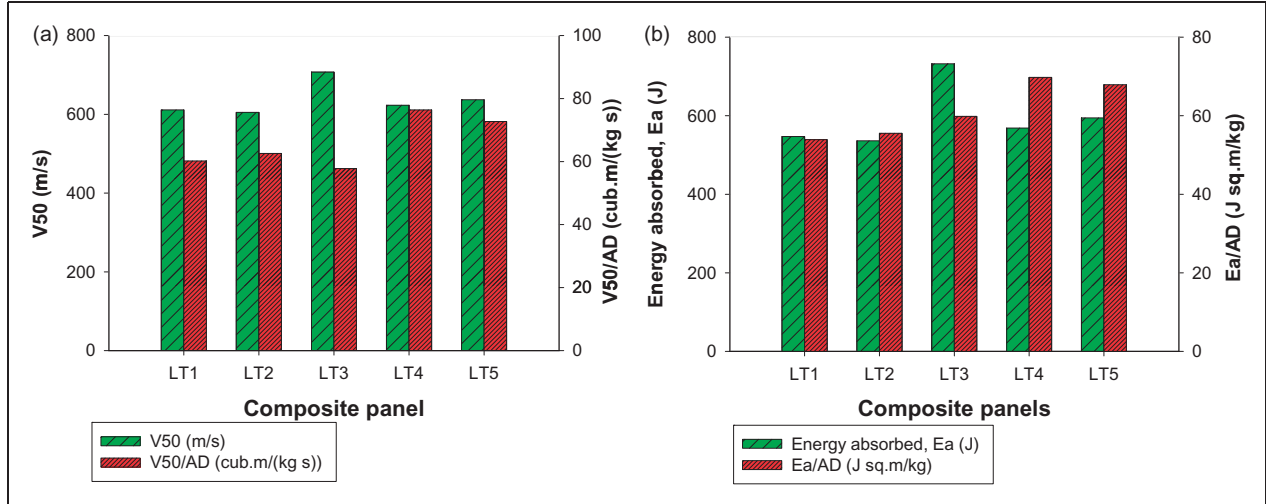 (a)
V50 (m/s)
800
600
400
200
0
100
80
60
40
20
0
V50/AD (cub.m/(kg s))
LT1 LT2 LT3 LT4 LT5
Composite panel
V50 (m/s)
V50/AD (cub.m/(kg s))
(b)
Energy absorbed, Ea (J)
800
600
400
200
0
80
60
40
20
0
Ea/AD (J sq.m/kg)
LT1 LT2 LT3 LT4 LT5
Composite panels
Energy absorbed, Ea (J)
Ea/AD (J sq.m/kg)